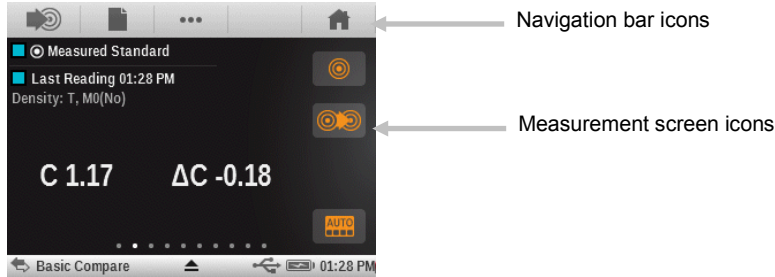 Navigation bar icons
Measured Standard
Last Reading 01:28 PM
Density: T, M0(No)
Measurement screen icons
C 1.17 ΔC -0.18
AUTO
Basic Compare 01:28 PM